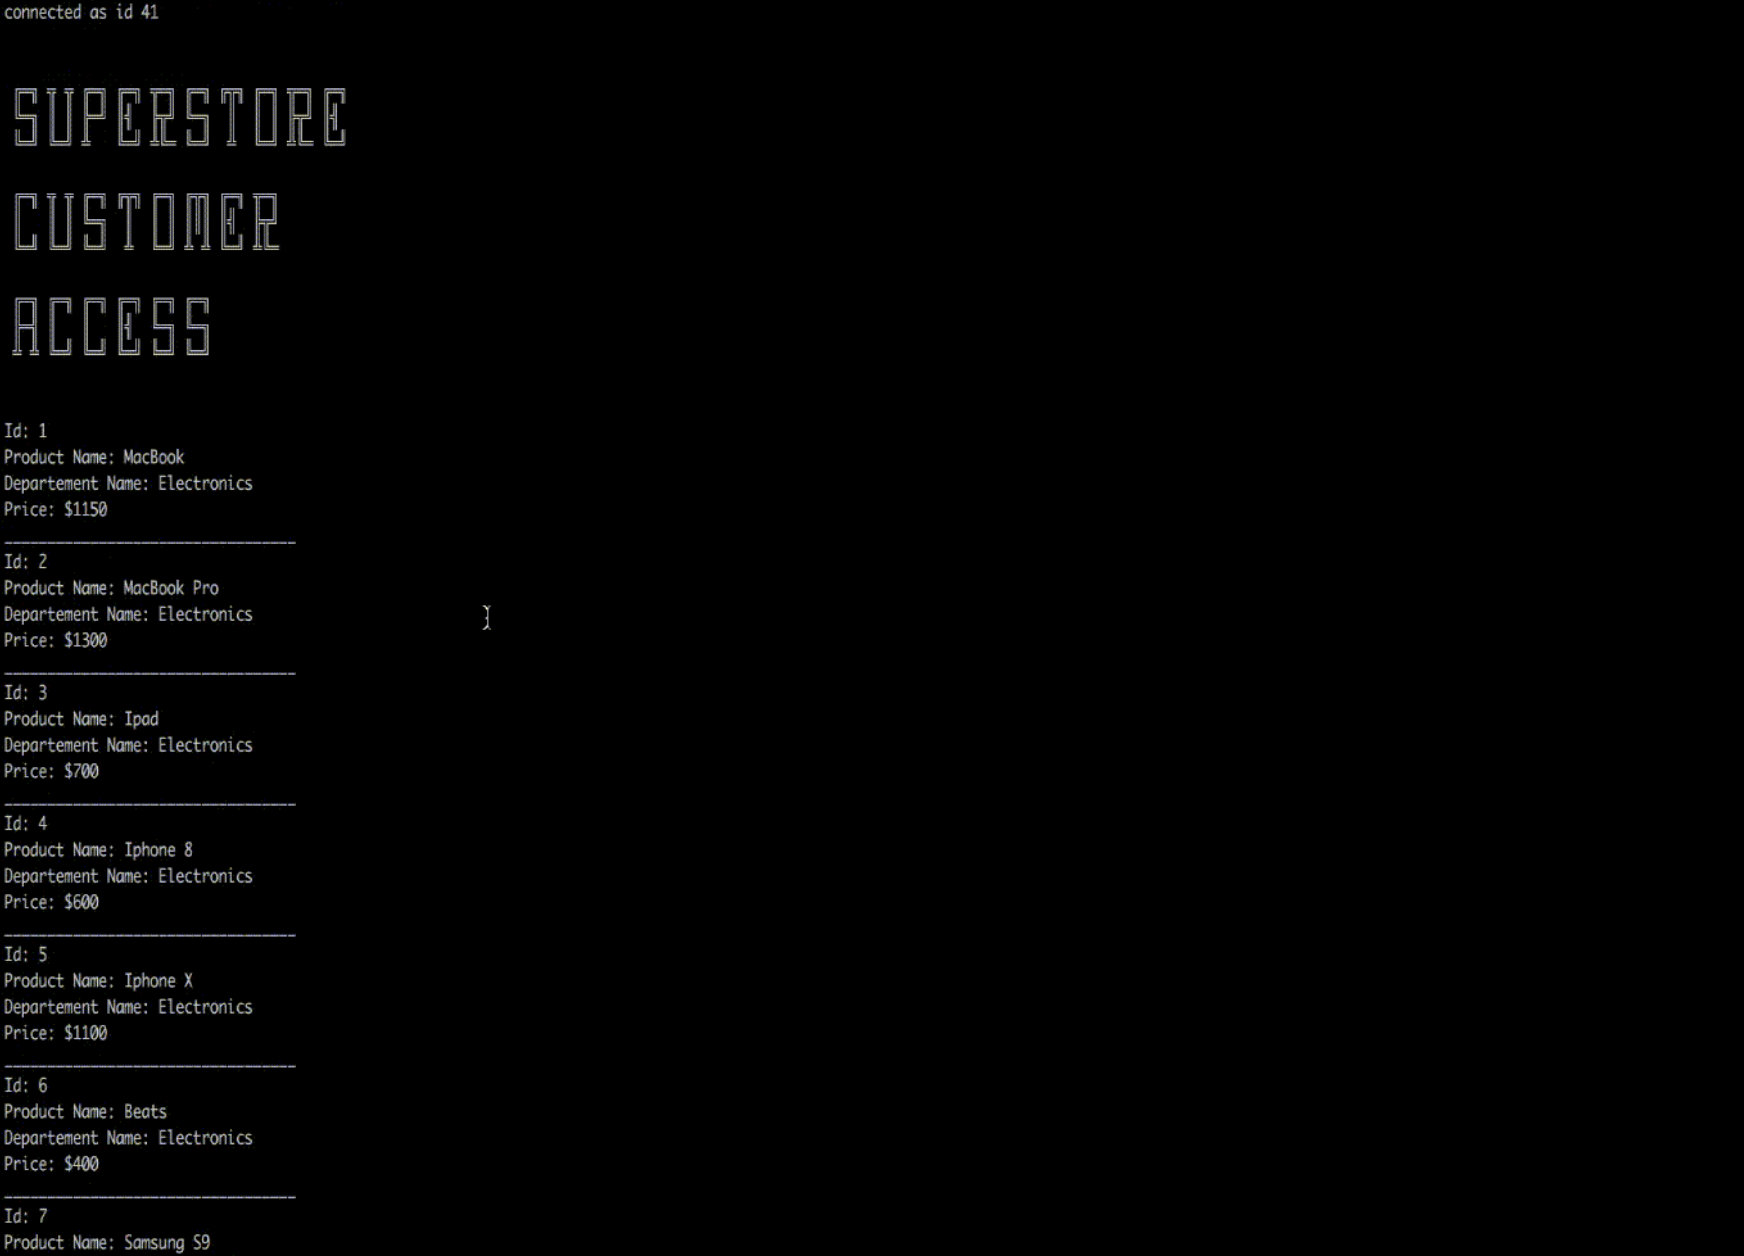 connected as id 41
SUPERSTORE
CUSTOMER
ACCESS
Id: 1
Product Name: MacBook
Departement Name: Electronics
Price: $1150
Id: 2
Product Name: MacBook Pro
Departement Name: Electronics
Price: $1300
Id: 3
Product Name: Ipad
Departement Name: Electronics
Price: $700
Id: 4
Product Name: Iphone 8
Departement Name: Electronics
Price: $600
Id: 5
Product Name: Iphone X
Departement Name: Electronics
Price: $1100
Id: 6
Product Name: Beats
Departement Name: Electronics
Price: $400
Id: 7
Product Name: Samsung S9